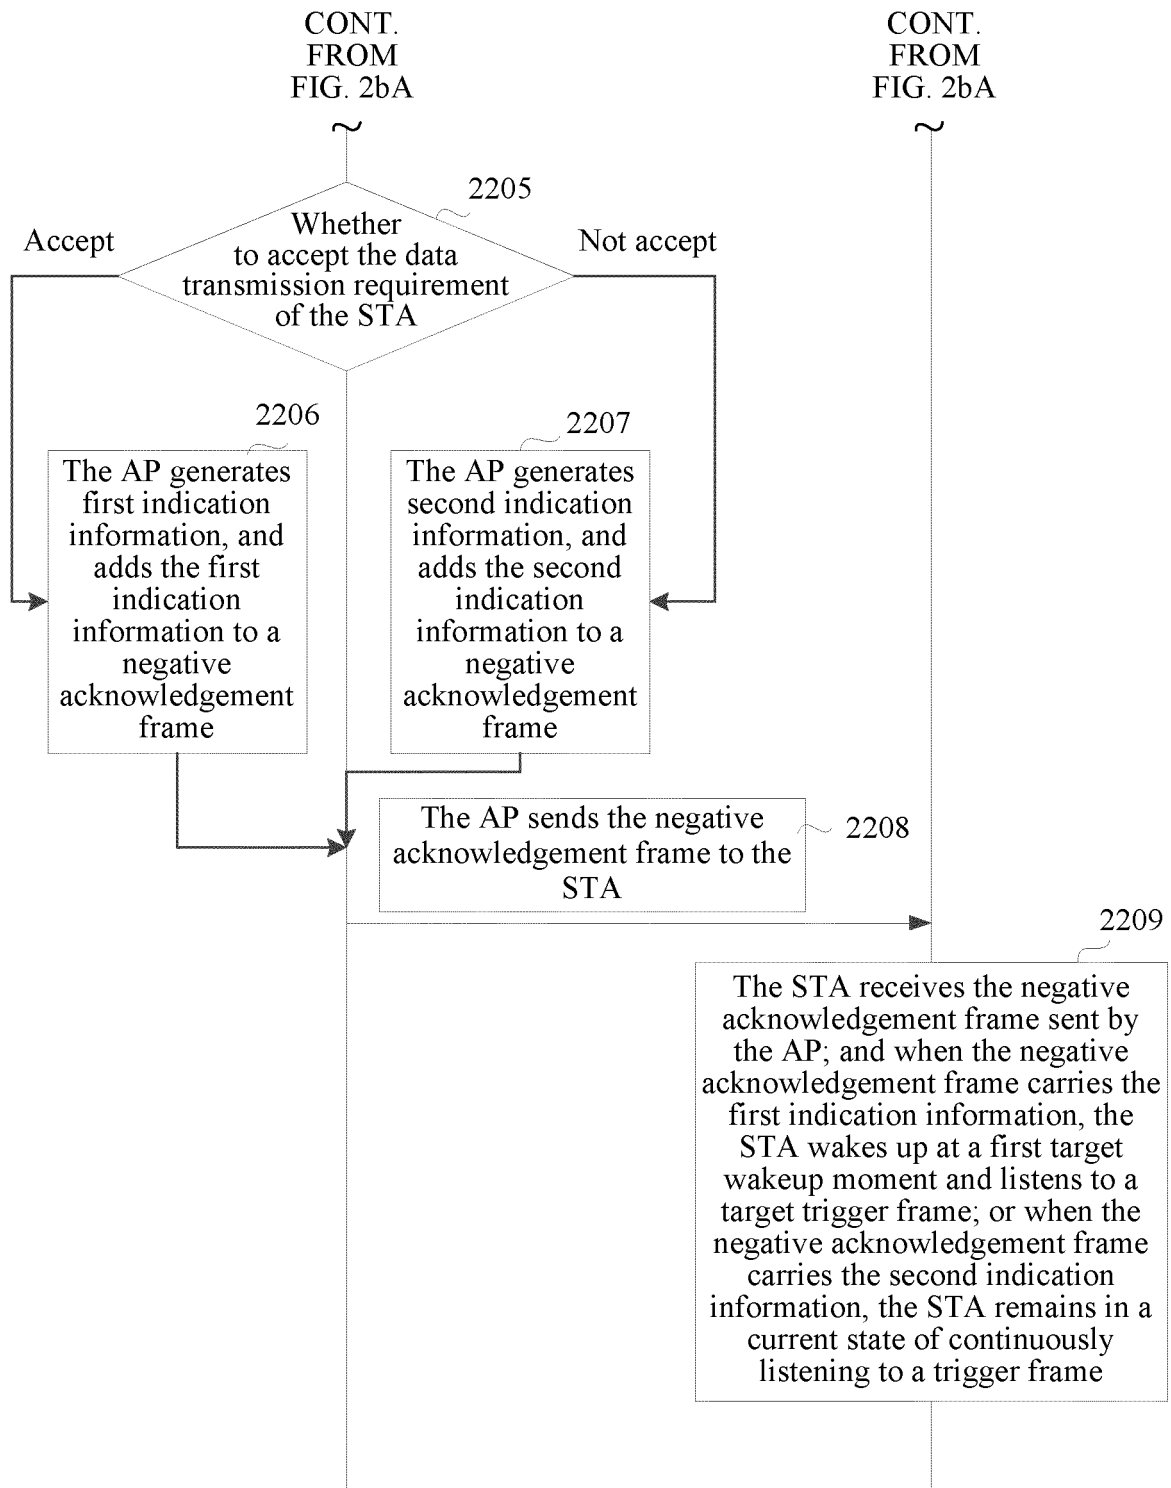 CONT.
FROM
FIG. 2bA
CONT.
FROM
FIG. 2bA
2205
Whether
to accept the data
transmission requirement
of the STA
Accept
Not accept
2206
The AP generates
first indication
information, and
adds the first
indication
information to a
negative
acknowledgement
frame
2207
The AP generates
second indication
information, and
adds the second
indication
information to a
negative
acknowledgement
frame
The AP sends the negative
acknowledgement frame to the
STA
2208
2209
The STA receives the negative
acknowledgement frame sent by
the AP; and when the negative
acknowledgement frame carries the
first indication information, the
STA wakes up at a first target
wakeup moment and listens to a
target trigger frame; or when the
negative acknowledgement frame
carries the second indication
information, the STA remains in a
current state of continuously
listening to a trigger frame